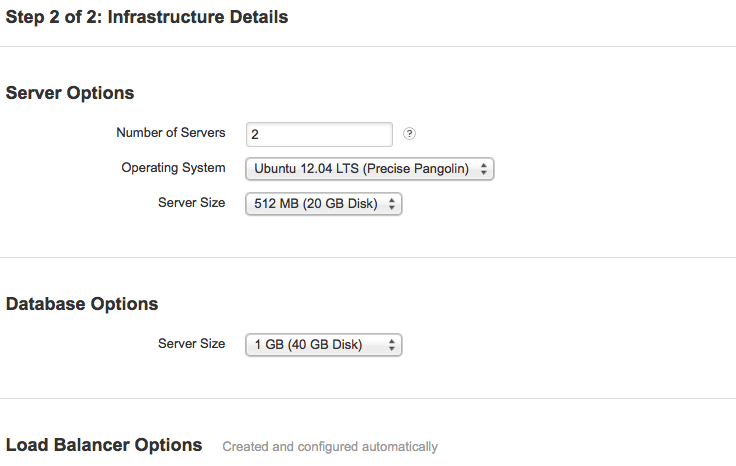 Step 2 of 2: Infrastructure Details
Server Options
Number of Servers 2 ?
Operating System Ubuntu 12.04 LTS (Precise Pangolin)
Server Size 512 MB (20 GB Disk)
Database Options
Server Size 1 GB (40 GB Disk)
Load Balancer Options Created and configured automatically